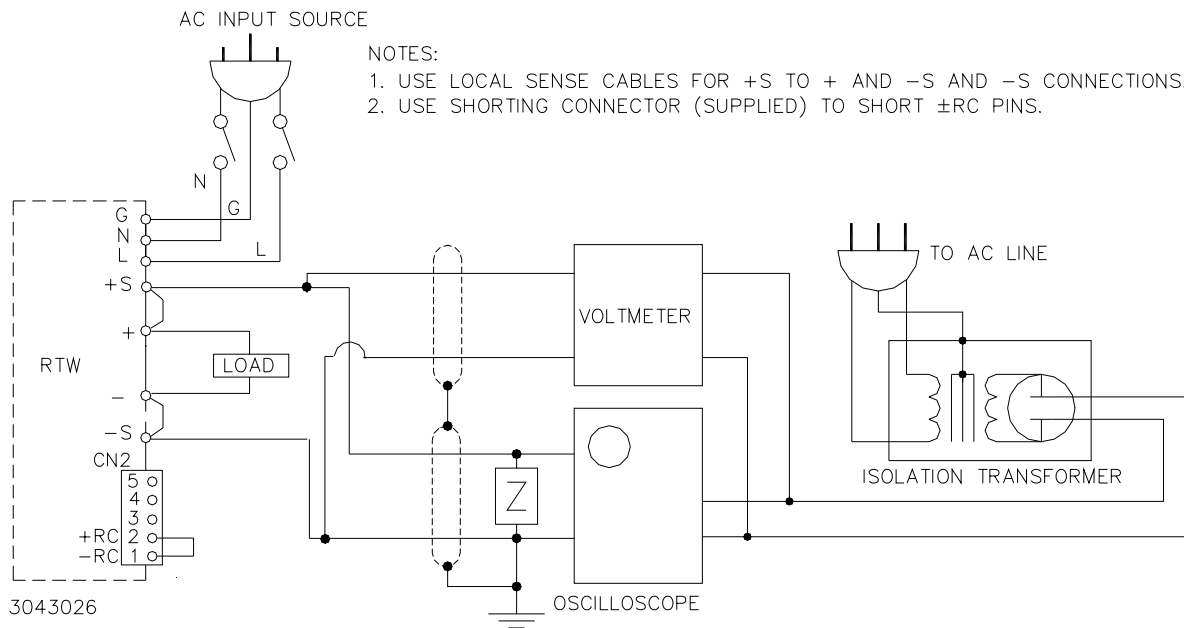 AC INPUT SOURCE
NOTES:
1. USE LOCAL SENSE CABLES FOR +S TO + AND -S AND -S CONNECTIONS.
2. USE SHORTING CONNECTOR (SUPPLIED) TO SHORT ±RC PINS.
N
G
L
G
N
L
+S
+
RTW
-
-S
CN2
5
4
3
+RC 2
-RC 1
LOAD
VOLTMETER
Z
OSCILLOSCOPE
TO AC LINE
ISOLATION TRANSFORMER
3043026